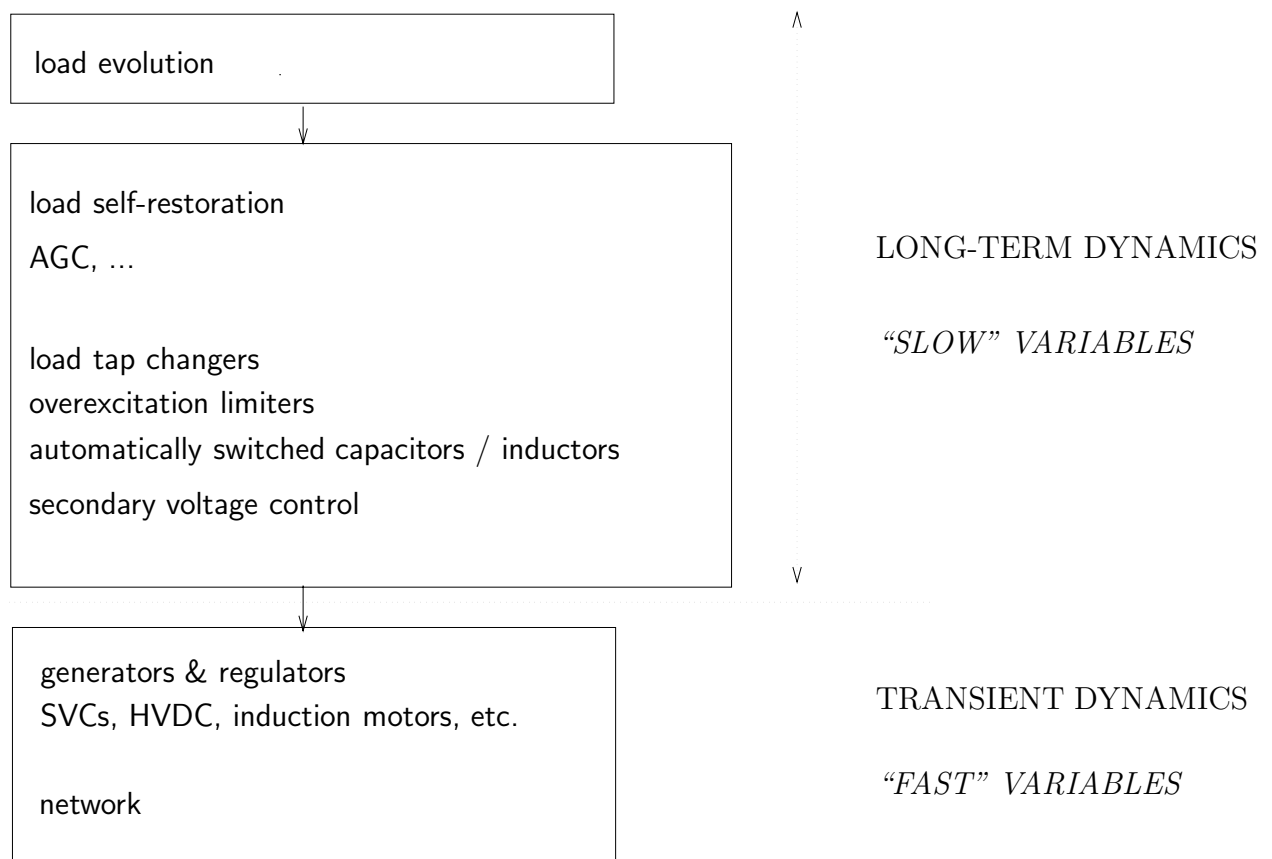 load evolution
load self-restoration
AGC, ...
load tap changers
overexcitation limiters
automatically switched capacitors / inductors
secondary voltage control
LONG-TERM DYNAMICS
“SLOW” VARIABLES
generators & regulators
SVCs, HVDC, induction motors, etc.
network
TRANSIENT DYNAMICS
“FAST” VARIABLES